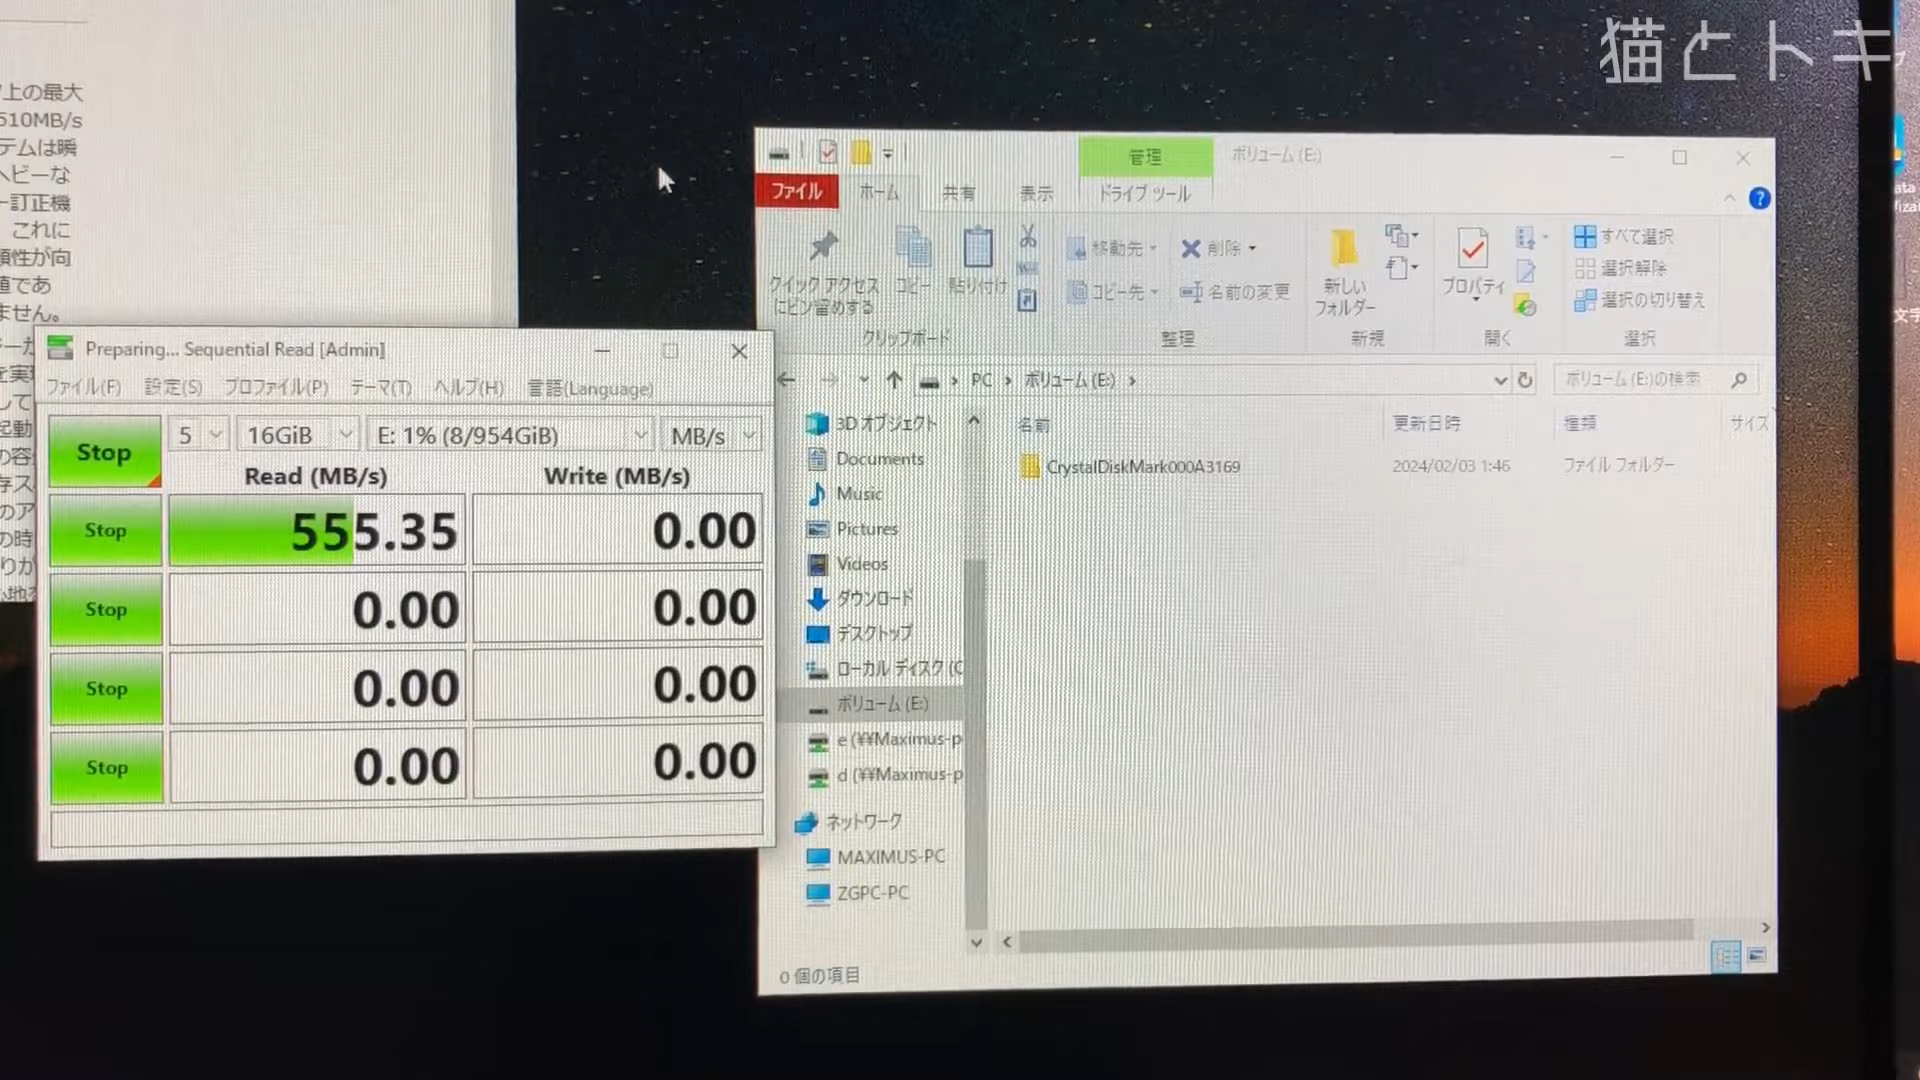 猫とトキ
上の最大
510MB/s
テムは瞬
ヘビーな
ー訂正機
これに
頼性が向
値であ
ません。
管理
ボリューム (E:)
ファイル
ホーム
共有
表示
ドライブ ツール
クイック アクセス
にピン留めする
コピー
貼り付け
移動先
コピー先
削除
名前の変更
新しい
フォルダー
プロパティ
すべて選択
選択解除
選択の切り替え
クリップボード
整理
新規
開く
選択
Preparing... Sequential Read [Admin]
ファイル(F) 設定(S) プロファイル(P) テーマ(T) ヘルプ(H) 言語(Language)
Stop
5
16GiB
E: 1% (8/954GiB)
MB/s
Read (MB/s)
Write (MB/s)
Stop
555.35
0.00
Stop
0.00
0.00
Stop
0.00
0.00
Stop
0.00
0.00
PC › ボリューム (E:) ›
ボリューム (E:)の検索
3D オブジェクト
Documents
Music
Pictures
Videos
ダウンロード
デスクトップ
ローカル ディスク (C
ボリューム (E:)
e (¥¥Maximus-p
d (¥¥Maximus-p
ネットワーク
MAXIMUS-PC
ZGPC-PC
名前
更新日時
種類
サイズ
CrystalDiskMark000A3169
2024/02/03 1:46
ファイル フォルダー
0 個の項目